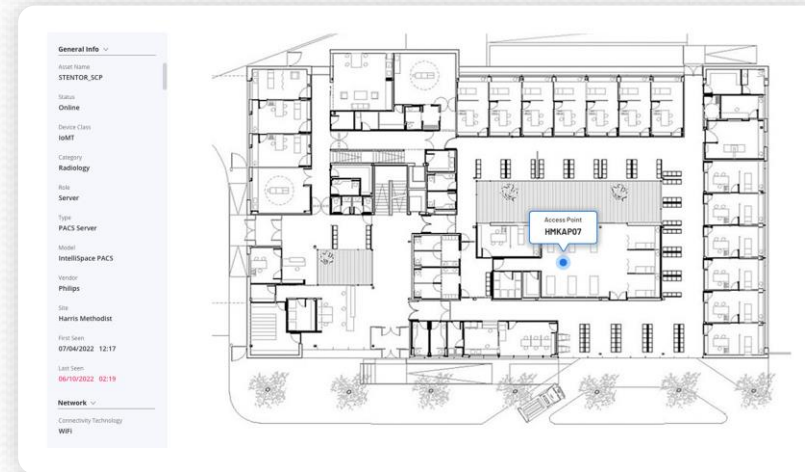 General Info
Asset Name
STENTOR_SCP
Status
Online
Device Class
IoMT
Category
Radiology
Role
Server
Type
PACS Server
Model
IntelliSpace PACS
Vendor
Philips
Site
Harris Methodist
First Seen
07/04/2022 12:17
Last Seen
06/10/2022 02:19
Network
Connectivity Technology
WiFi
Access Point
HMKAP07